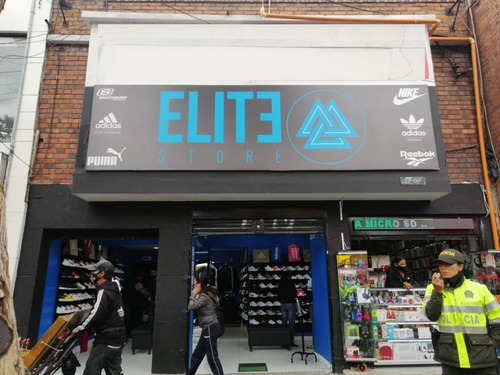 ELITE
STORE
SKECHERS
adidas
PUMA
NIKE
adidas
Reebok
A MICRO SD
POLICIA